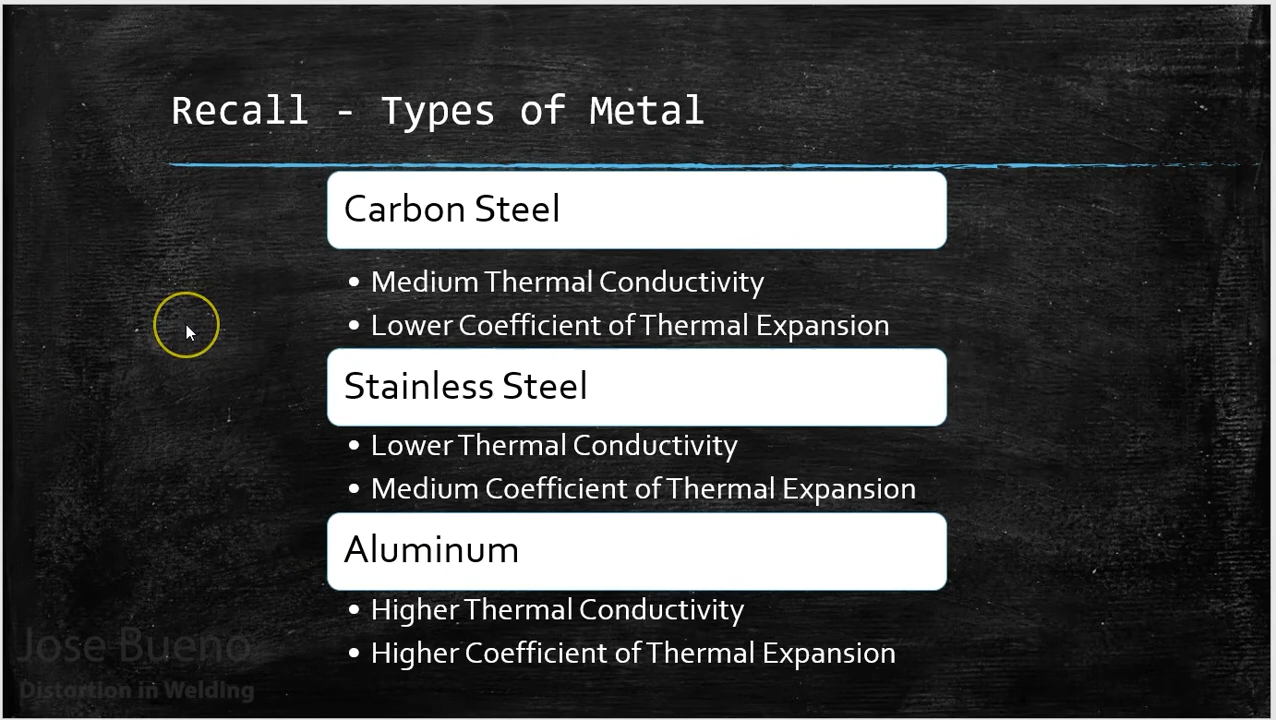 Recall - Types of Metal
Carbon Steel
• Medium Thermal Conductivity
• Lower Coefficient of Thermal Expansion
Stainless Steel
• Lower Thermal Conductivity
• Medium Coefficient of Thermal Expansion
Aluminum
• Higher Thermal Conductivity
• Higher Coefficient of Thermal Expansion
Jose Bueno
Distortion in Welding